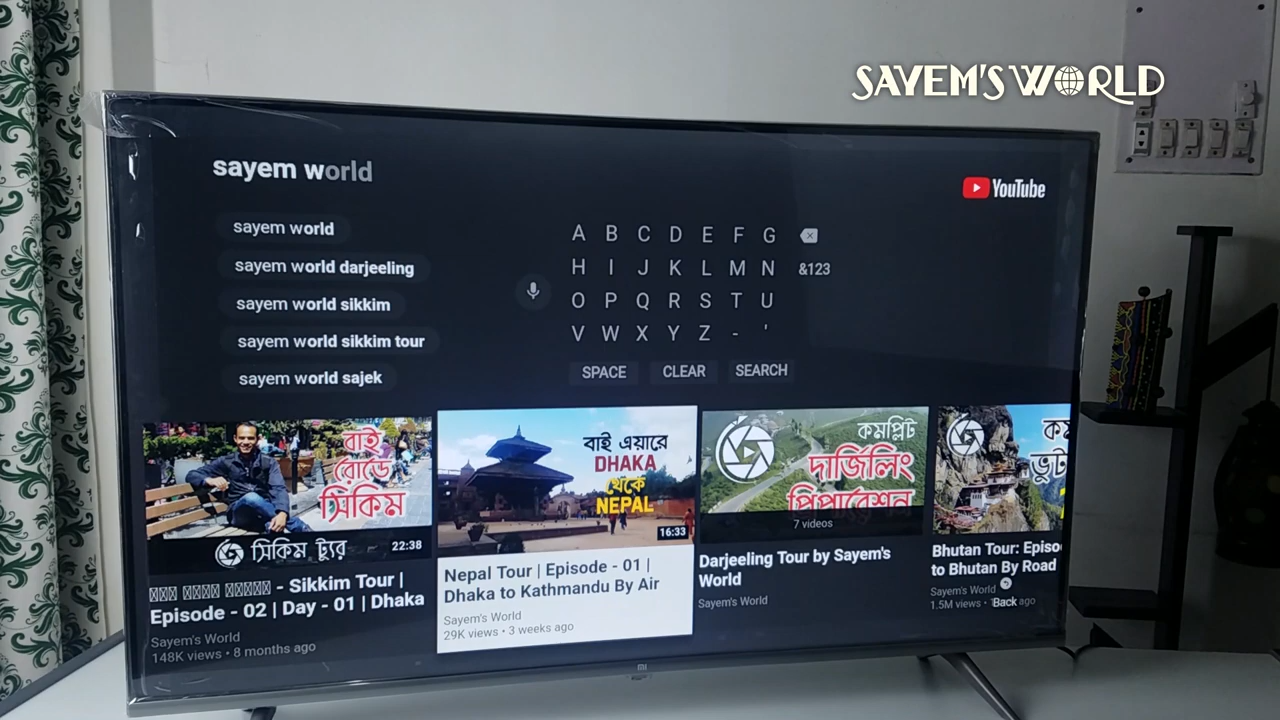 SAYEM'S WORLD
sayem world
YouTube
sayem world
sayem world darjeeling
sayem world sikkim
sayem world sikkim tour
sayem world sajek
A B C D E F G
H I J K L M N &123
O P Q R S T U
V W X Y Z - '
SPACE CLEAR SEARCH
বাই
রোডে
সিকিম
সিকিম ট্যুর
22:38
- Sikkim Tour |
Episode - 02 | Day - 01 | Dhaka
Sayem's World
148K views • 8 months ago
বাই এয়ারে
DHAKA
থেকে
NEPAL
16:33
Nepal Tour | Episode - 01 |
Dhaka to Kathmandu By Air
Sayem's World
29K views • 3 weeks ago
কমপ্লিট
দার্জিলিং
প্রিপারেশন
7 videos
Darjeeling Tour by Sayem's
World
Sayem's World
Bhutan Tour: Episo
to Bhutan By Road
Sayem's World
1.5M views • ago
Back
mi